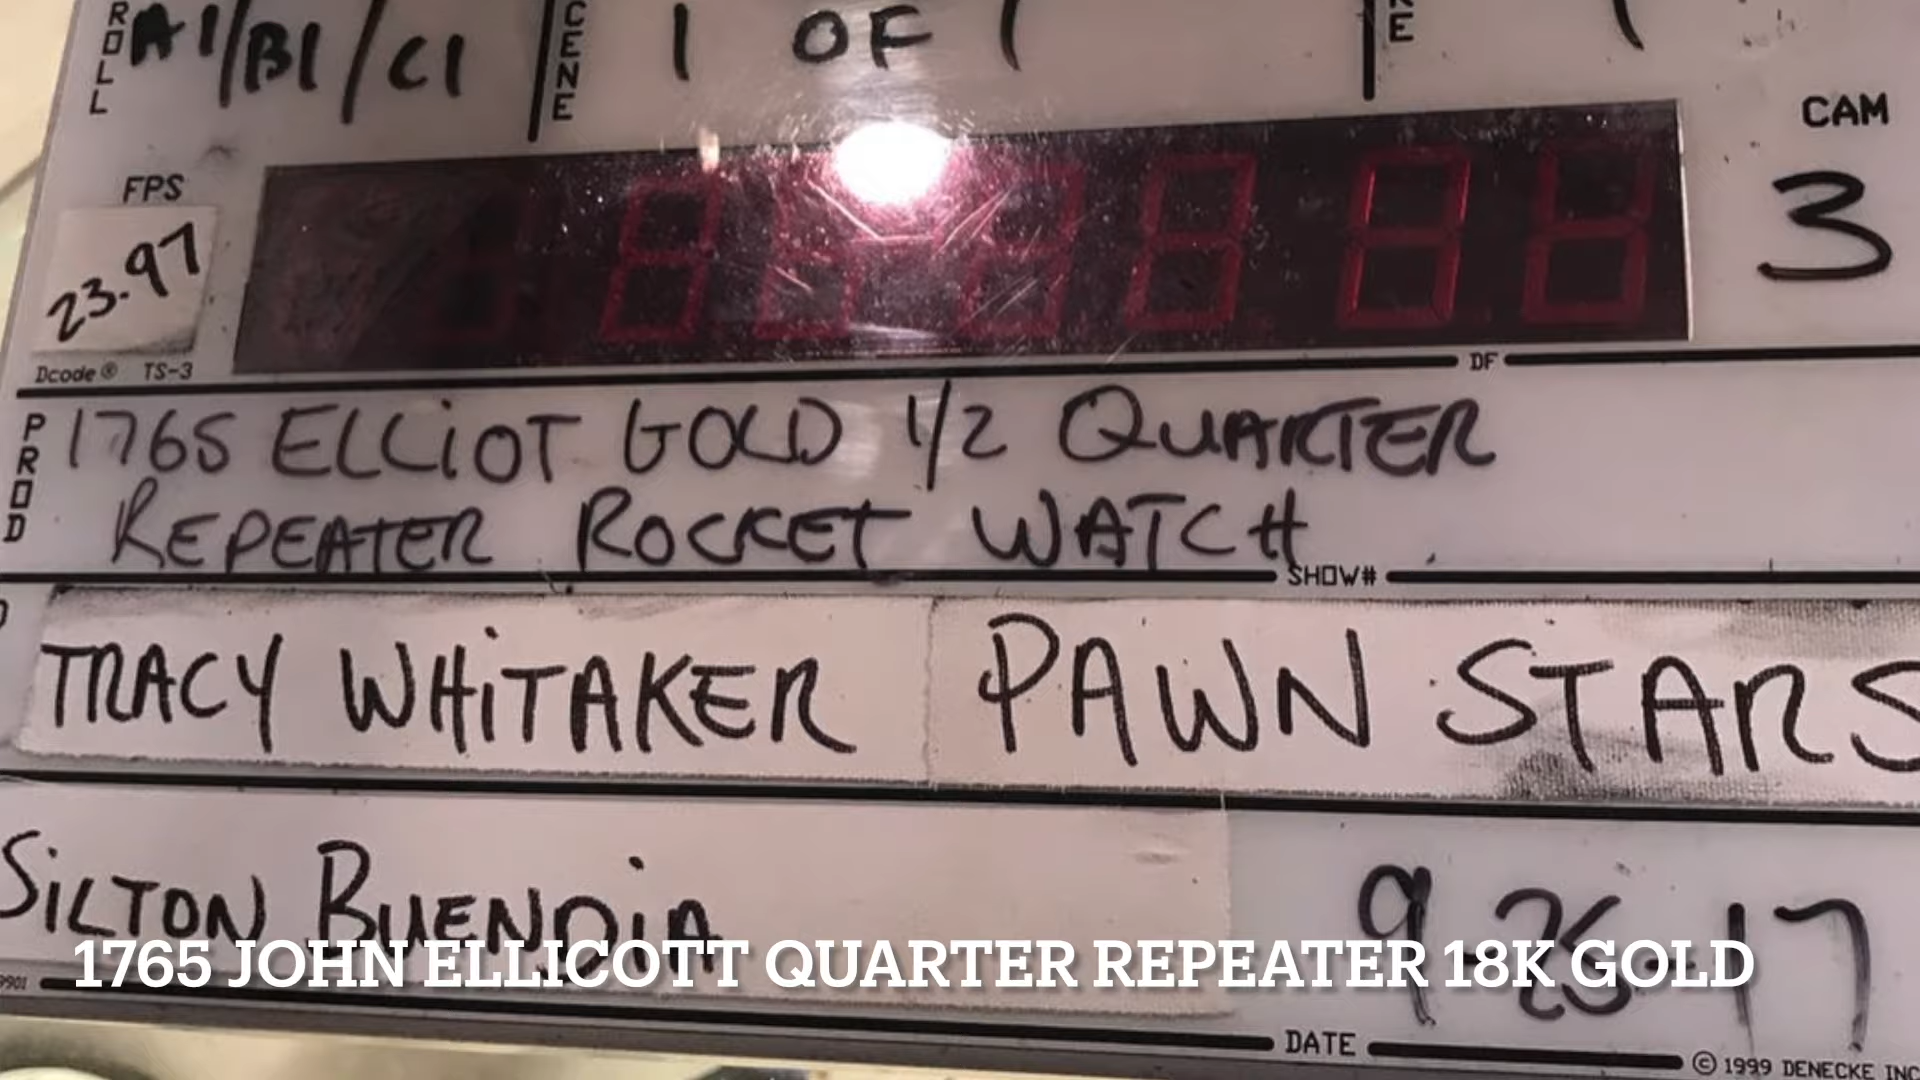 ROLL A1/B1/C1 SCENE 1 OF 1
CAM
FPS
23.97
3
Dcode® TS-3
DF
PROD 1765 ELLIOT GOLD 1/2 QUARTER
REPEATER ROCKET WATCH
SHOW#
TRACY WHITAKER PAWN STARS
SILTON BUENDIA 9-26-17
1765 JOHN ELLICOTT QUARTER REPEATER 18K GOLD
DATE
© 1999 DENECKE INC